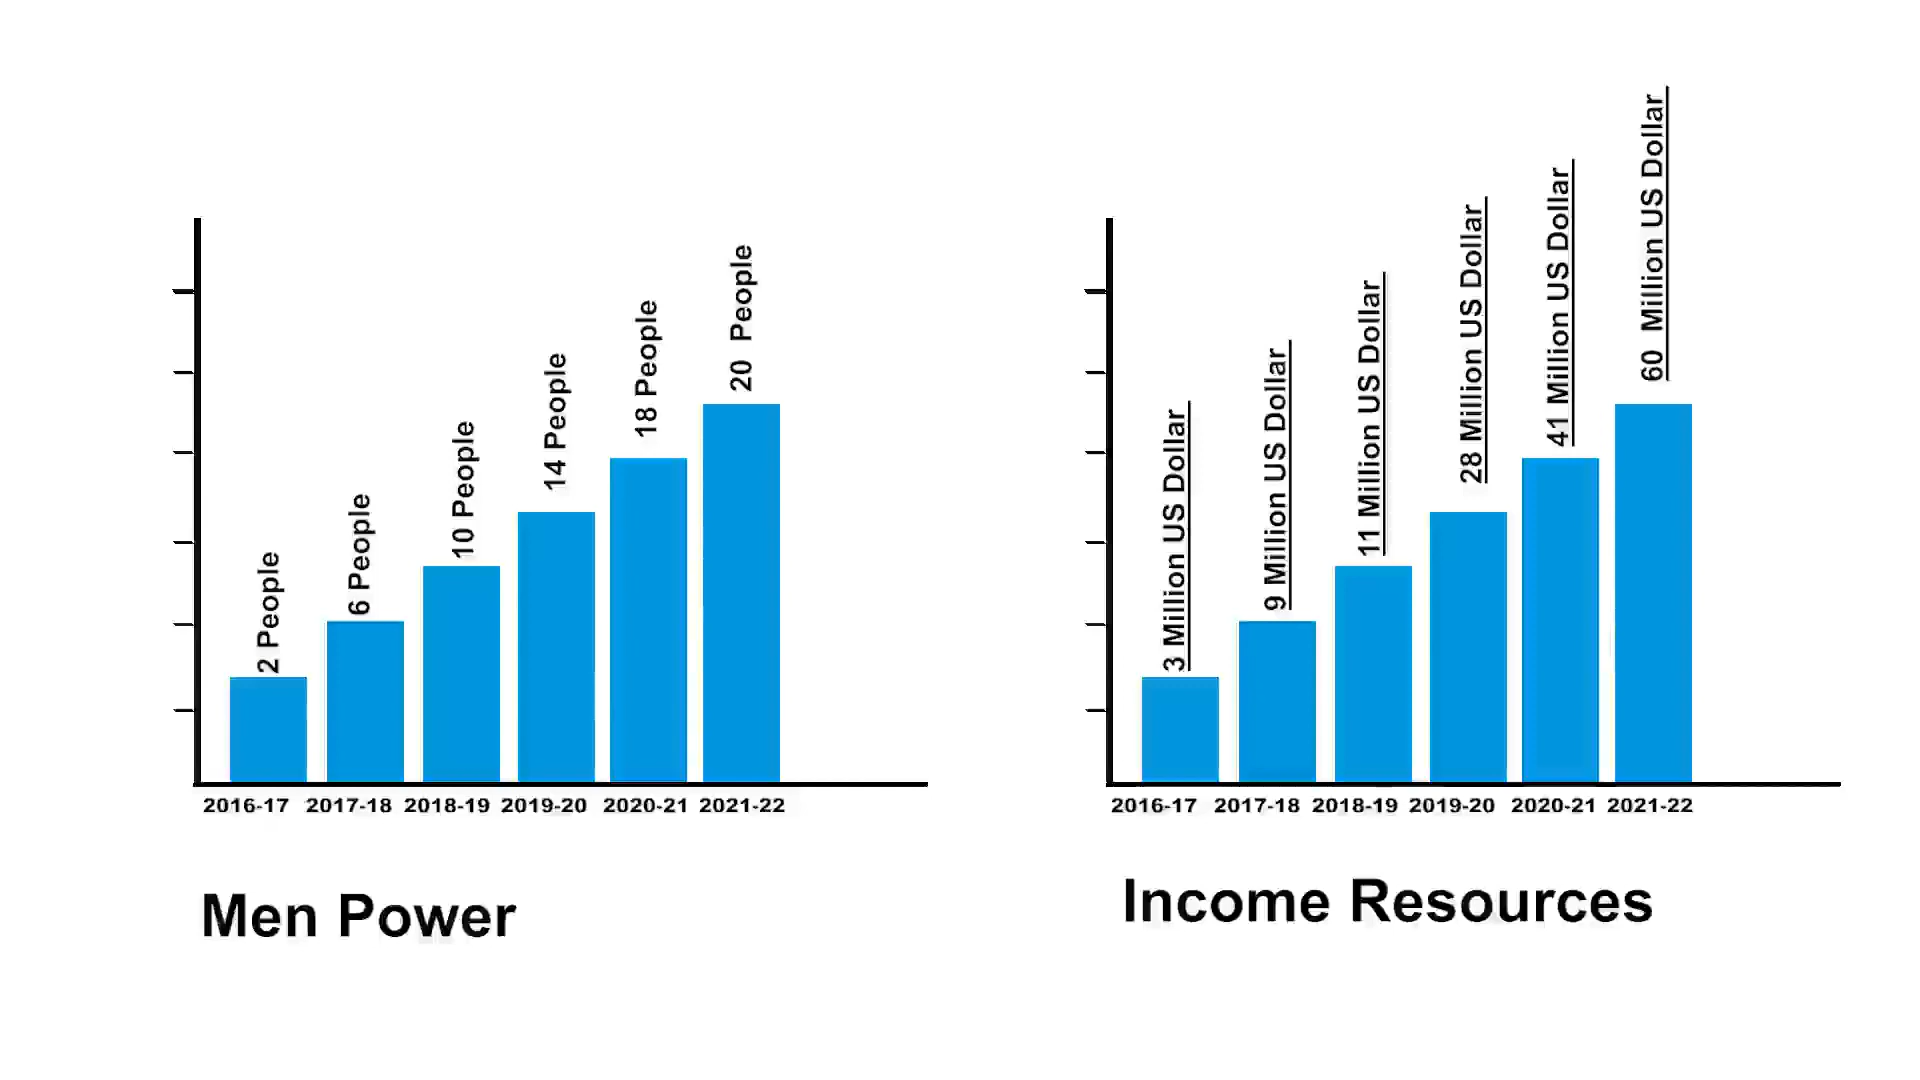 2 People
6 People
10 People
14 People
18 People
20 People
2016-17 2017-18 2018-19 2019-20 2020-21 2021-22
Men Power
3 Million US Dollar
9 Million US Dollar
11 Million US Dollar
28 Million US Dollar
41 Million US Dollar
60 Million US Dollar
2016-17 2017-18 2018-19 2019-20 2020-21 2021-22
Income Resources